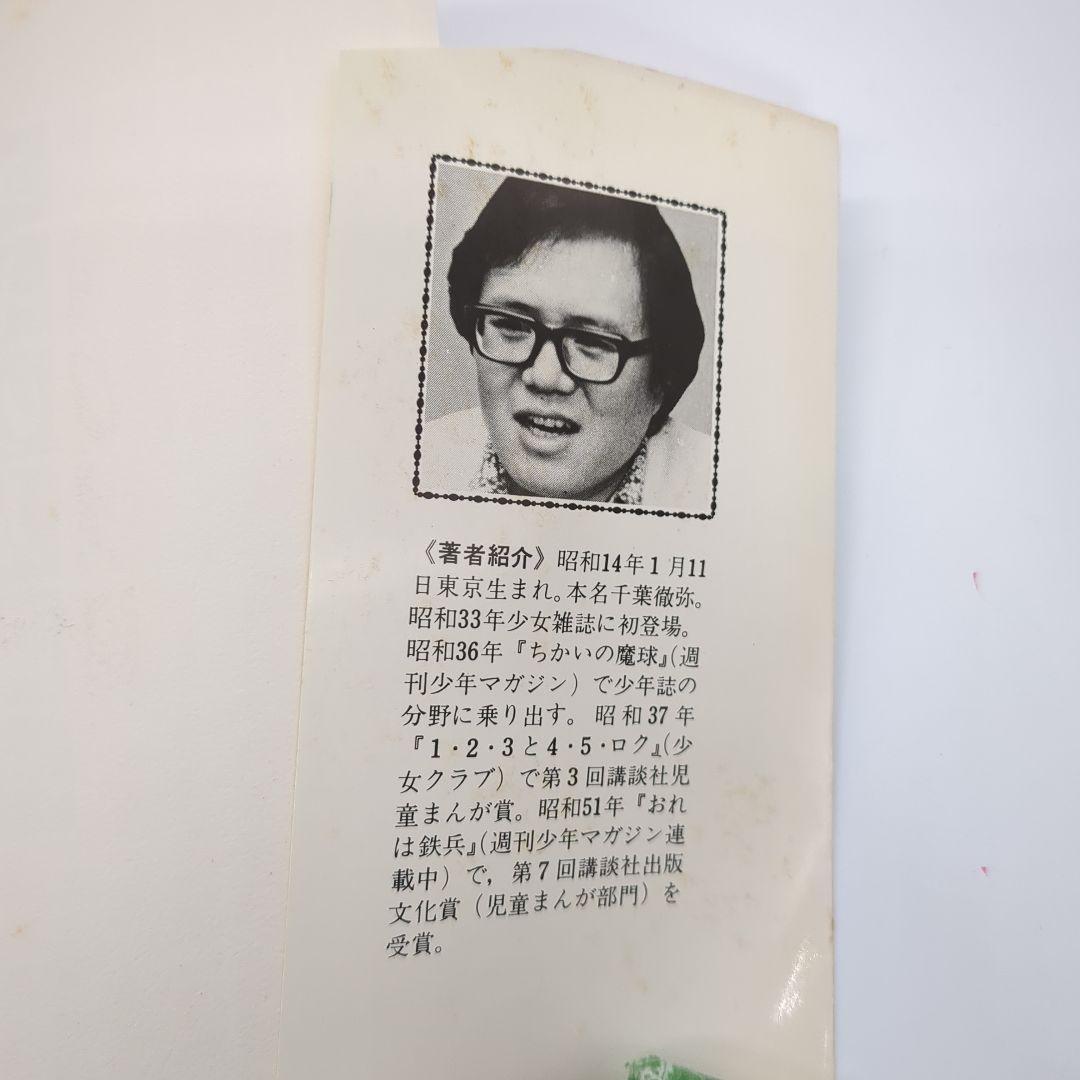 《著者紹介》昭和14年1月11
日東京生まれ。本名千葉徹弥。
昭和33年少女雑誌に初登場。
昭和36年『ちかいの魔球』(週
刊少年マガジン)で少年誌の
分野に乗り出す。昭和37年
『1・2・3と4・5・ロク』(少
女クラブ)で第3回講談社児
童まんが賞。昭和51年『おれ
は鉄兵』(週刊少年マガジン連
載中)で,第7回講談社出版
文化賞(児童まんが部門)を
受賞。